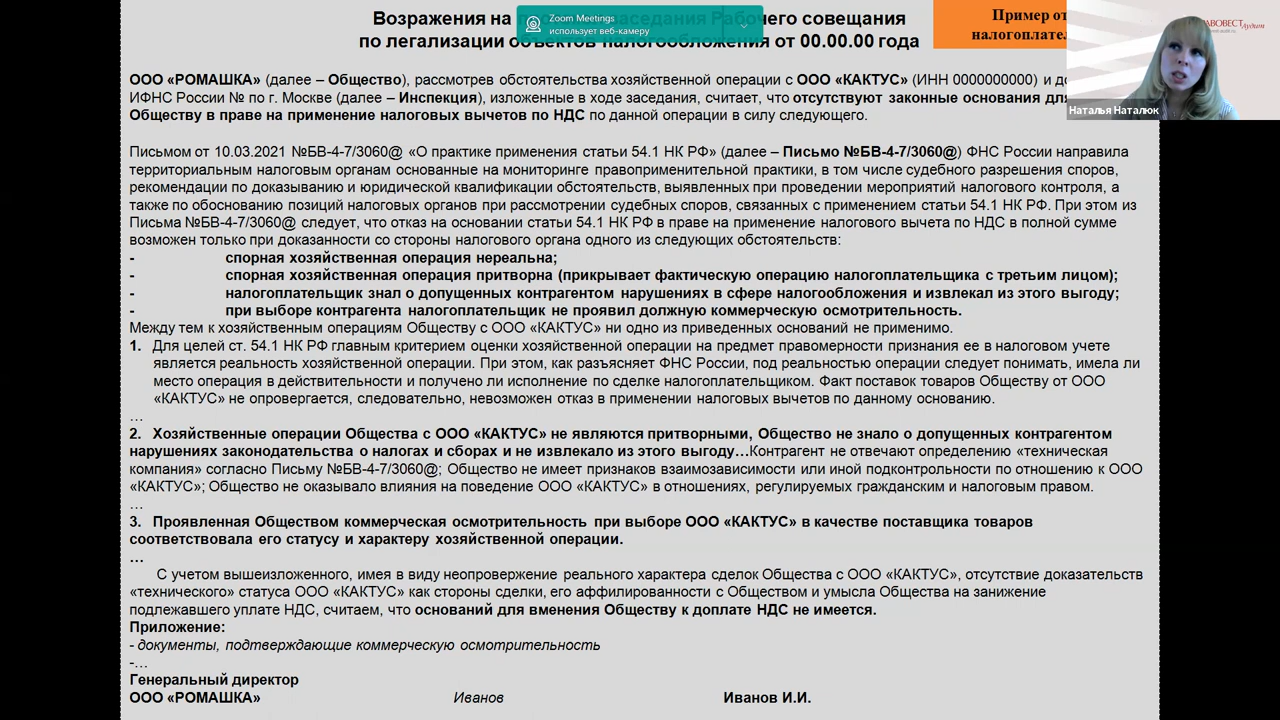 Возражения на заседания Рабочего совещания
по легализации объектов налогообложения от 00.00.00 года
Zoom Meetings
использует веб-камеру
Пример от
налогоплател
Наталья Наталюк
ООО «РОМАШКА» (далее – Общество), рассмотрев обстоятельства хозяйственной операции с ООО «КАКТУС» (ИНН 0000000000) и
ИФНС России № по г. Москве (далее – Инспекция), изложенные в ходе заседания, считает, что отсутствуют законные основания
Обществу в праве на применение налоговых вычетов по НДС по данной операции в силу следующего.
Письмом от 10.03.2021 №БВ-4-7/3060@ «О практике применения статьи 54.1 НК РФ» (далее – Письмо №БВ-4-7/3060@) ФНС России направила
территориальным налоговым органам основанные на мониторинге правоприменительной практики, в том числе судебного разрешения споров,
рекомендации по доказыванию и юридической квалификации обстоятельств, выявленных при проведении мероприятий налогового контроля, а
также по обоснованию позиций налоговых органов при рассмотрении судебных споров, связанных с применением статьи 54.1 НК РФ. При этом из
Письма №БВ-4-7/3060@ следует, что отказ на основании статьи 54.1 НК РФ в праве на применение налогового вычета по НДС в полной сумме
возможен только при доказанности со стороны налогового органа одного из следующих обстоятельств:
- спорная хозяйственная операция нереальна;
- спорная хозяйственная операция притворна (прикрывает фактическую операцию налогоплательщика с третьим лицом);
- налогоплательщик знал о допущенных контрагентом нарушениях в сфере налогообложения и извлекал из этого выгоду;
- при выборе контрагента налогоплательщик не проявил должную коммерческую осмотрительность.
Между тем к хозяйственным операциям Обществу с ООО «КАКТУС» ни одно из приведенных оснований не применимо.
1. Для целей ст. 54.1 НК РФ главным критерием оценки хозяйственной операции на предмет правомерности признания ее в налоговом учете
является реальность хозяйственной операции. При этом, как разъясняет ФНС России, под реальностью операции следует понимать, имела ли
место операция в действительности и получено ли исполнение по сделке налогоплательщиком. Факт поставок товаров Обществу от ООО
«КАКТУС» не опровергается, следовательно, невозможен отказ в применении налоговых вычетов по данному основанию.
…
2. Хозяйственные операции Общества с ООО «КАКТУС» не являются притворными, Общество не знало о допущенных контрагентом
нарушениях законодательства о налогах и сборах и не извлекало из этого выгоду…Контрагент не отвечают определению «техническая
компания» согласно Письму №БВ-4-7/3060@; Общество не имеет признаков взаимозависимости или иной подконтрольности по отношению к ООО
«КАКТУС»; Общество не оказывало влияния на поведение ООО «КАКТУС» в отношениях, регулируемых гражданским и налоговым правом.
…
3. Проявленная Обществом коммерческая осмотрительность при выборе ООО «КАКТУС» в качестве поставщика товаров
соответствовала его статусу и характеру хозяйственной операции.
…
С учетом вышеизложенного, имея в виду неопровержение реального характера сделок Общества с ООО «КАКТУС», отсутствие доказательств
«технического» статуса ООО «КАКТУС» как стороны сделки, его аффилированности с Обществом и умысла Общества на занижение
подлежавшего уплате НДС, считаем, что оснований для вменения Обществу к доплате НДС не имеется.
Приложение:
- документы, подтверждающие коммерческую осмотрительность
-…
Генеральный директор
ООО «РОМАШКА» Иванов Иванов И.И.